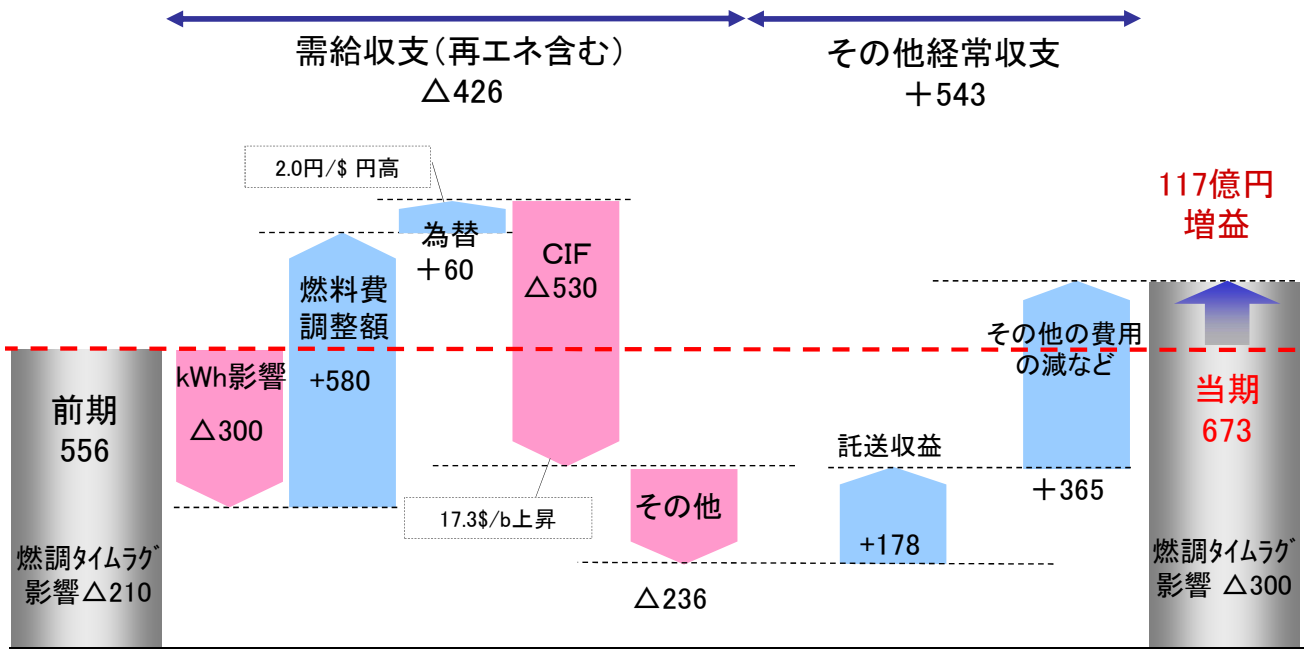 需給収支（再エネ含む）
△426
その他経常収支
＋543
2.0円/$ 円高
117億円
増益
為替
＋60
CIF
△530
燃料費
調整額
+580
その他の費用
の減など
＋365
kWh影響
△300
前期
556
当期
673
託送収益
+178
17.3$/b上昇
その他
△236
燃調ﾀｲﾑﾗｸﾞ
影響△210
燃調ﾀｲﾑﾗｸﾞ
影響 △300